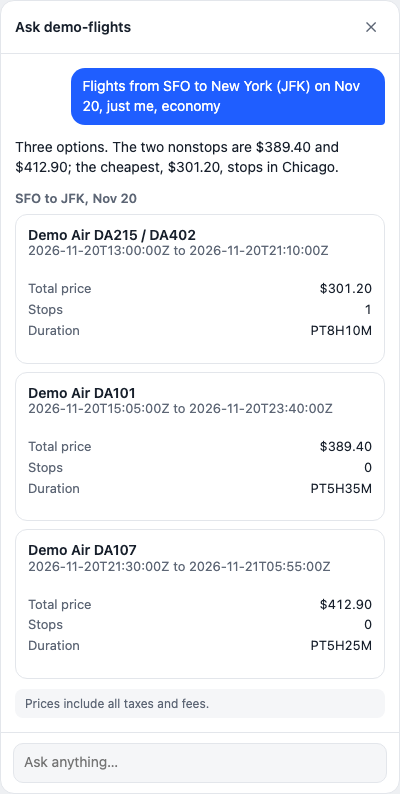 Ask demo-flights
Flights from SFO to New York (JFK) on Nov
20, just me, economy
Three options. The two nonstops are $389.40 and
$412.90; the cheapest, $301.20, stops in Chicago.
SFO to JFK, Nov 20
Demo Air DA215 / DA402
2026-11-20T13:00:00Z to 2026-11-20T21:10:00Z
Total price $301.20
Stops 1
Duration PT8H10M
Demo Air DA101
2026-11-20T15:05:00Z to 2026-11-20T23:40:00Z
Total price $389.40
Stops 0
Duration PT5H35M
Demo Air DA107
2026-11-20T21:30:00Z to 2026-11-21T05:55:00Z
Total price $412.90
Stops 0
Duration PT5H25M
Prices include all taxes and fees.
Ask anything...